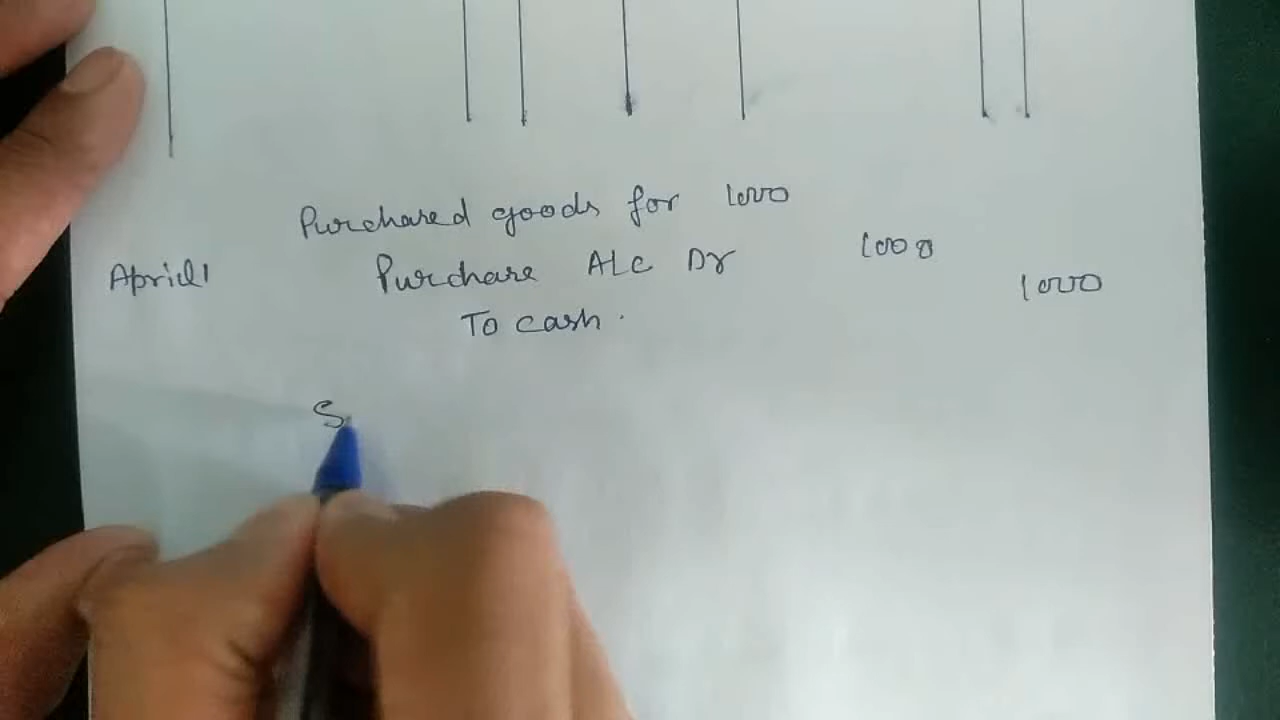 Purchased goods for 1000
April 1 Purchase A/c Dr 1000
1000
To cash.
S